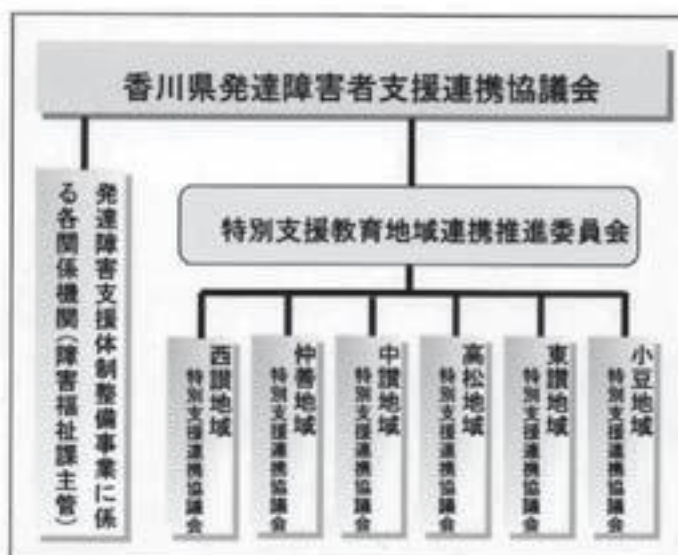 香川県発達障害者支援連携協議会
発達障害支援体制整備事業に係
る各関係機関(障害福祉課主管)
特別支援教育地域連携推進委員会
小豆地域
特別支援連携協議会
東讃地域
特別支援連携協議会
高松地域
特別支援連携協議会
中讃地域
特別支援連携協議会
仲善地域
特別支援連携協議会
西讃地域
特別支援連携協議会